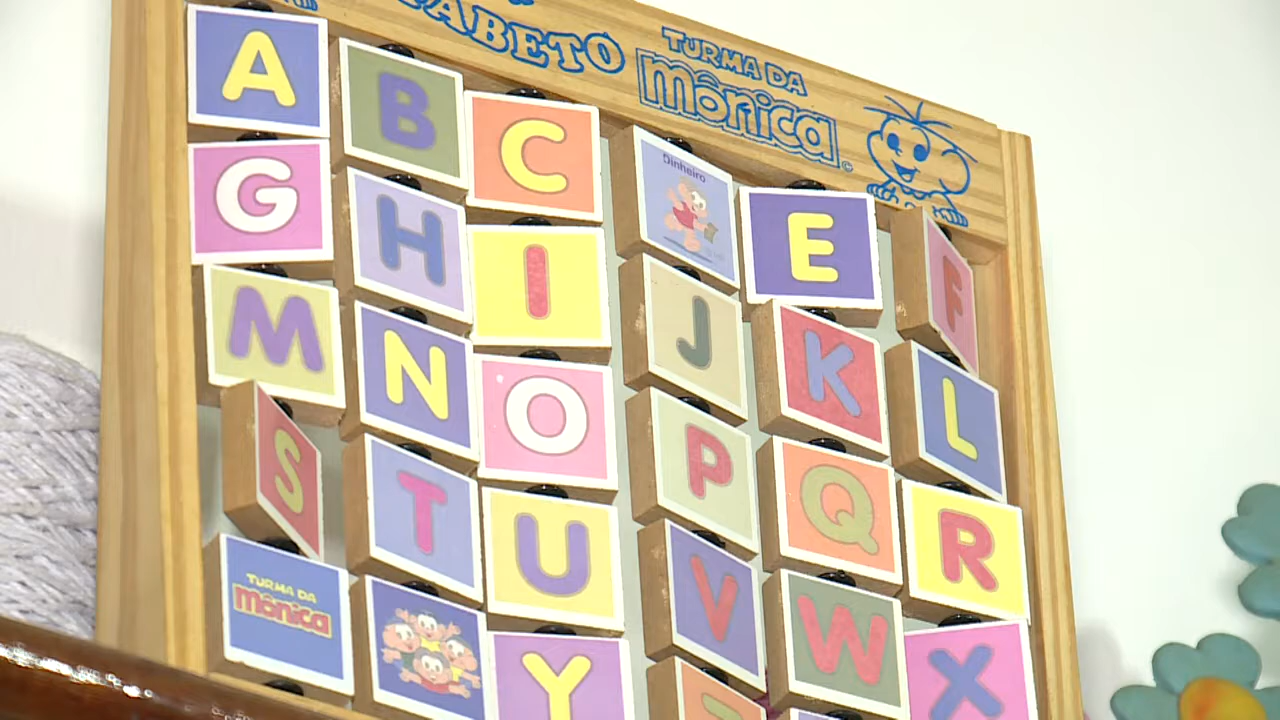 ABETO
TURMA DA
mônica
©
A B C Dinheiro E F
G H I J K L
M N O P Q R
S T U V W X
TURMA DA
mônica
Y